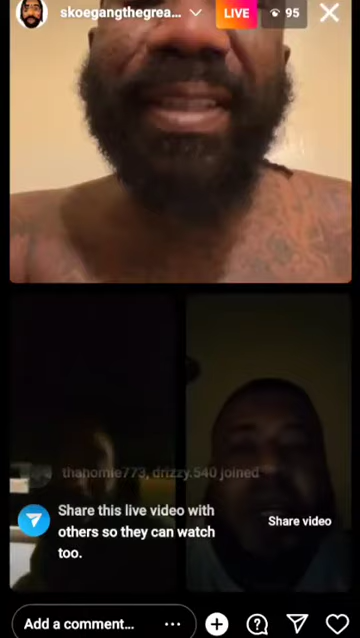 skoegangthegrea...
LIVE
95
thahomie773, drizzy.540 joined
Share this live video with
others so they can watch
too.
Share video
Add a comment...